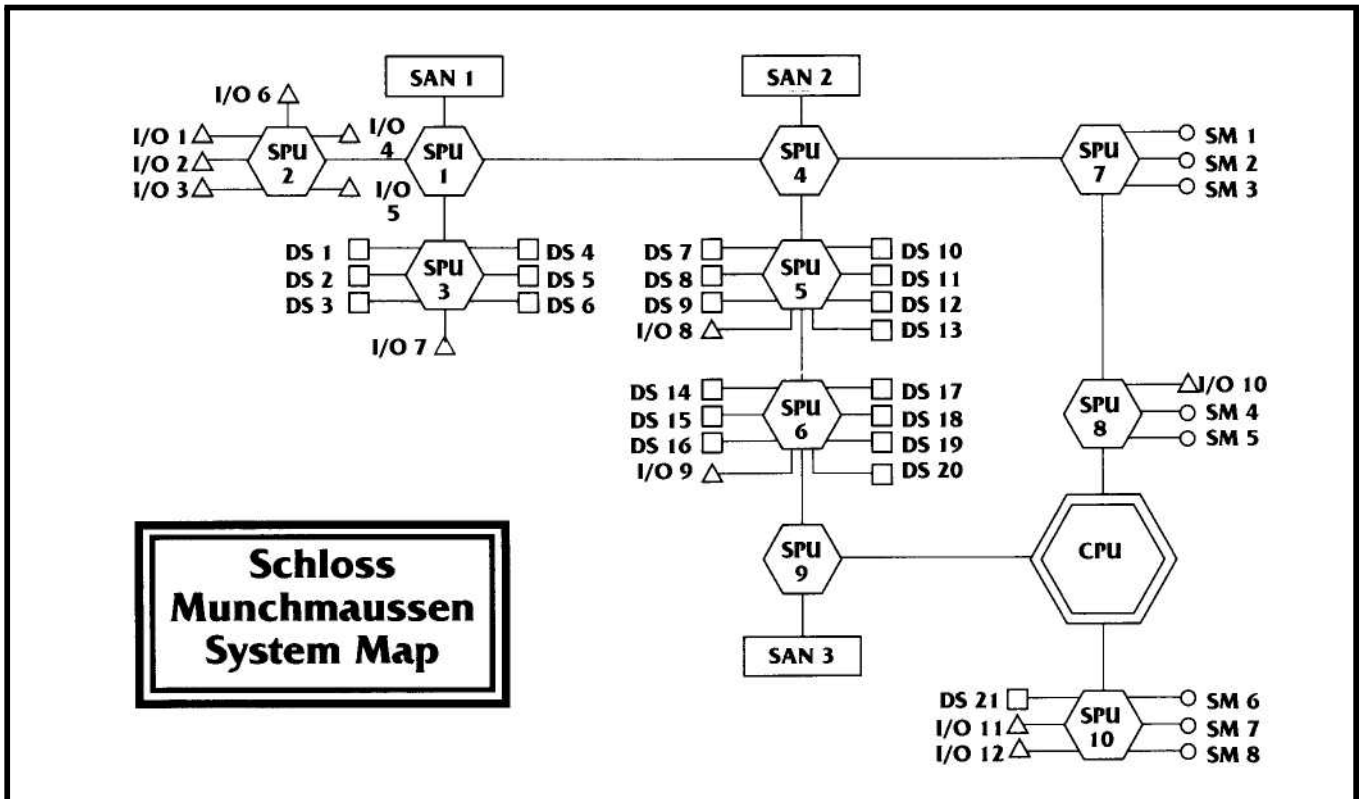 SAN 1
SAN 2
I/O 6
I/O 1
I/O 2
I/O 3
SPU 2
I/O 4
I/O 5
SPU 1
SPU 4
SPU 7
SM 1
SM 2
SM 3
DS 1
DS 2
DS 3
SPU 3
DS 4
DS 5
DS 6
I/O 7
DS 7
DS 8
DS 9
I/O 8
SPU 5
DS 10
DS 11
DS 12
DS 13
DS 14
DS 15
DS 16
I/O 9
SPU 6
DS 17
DS 18
DS 19
DS 20
SPU 8
I/O 10
SM 4
SM 5
SPU 9
CPU
SAN 3
DS 21
I/O 11
I/O 12
SPU 10
SM 6
SM 7
SM 8
Schloss
Munchmaussen
System Map